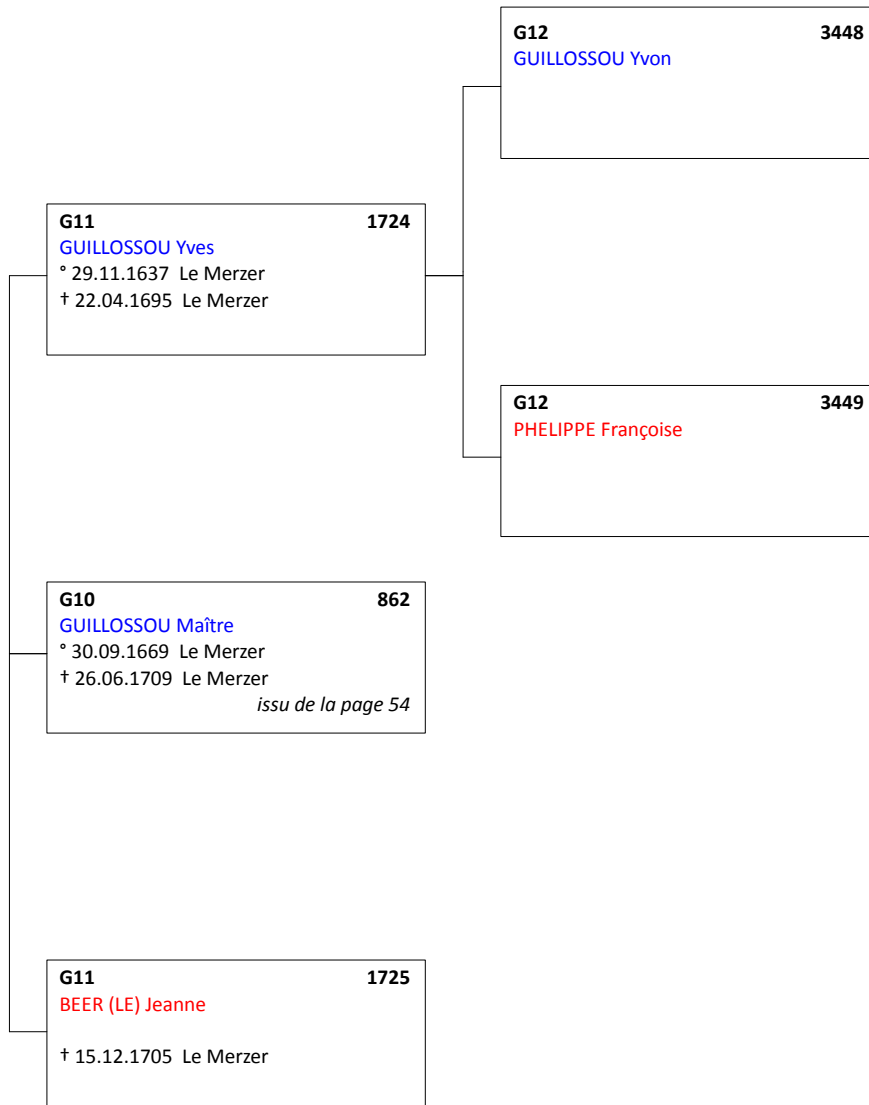 G12 3448
GUILLOSSOU Yvon
G11 1724
GUILLOSSOU Yves
° 29.11.1637 Le Merzer
† 22.04.1695 Le Merzer
G12 3449
PHELIPPE Françoise
G10 862
GUILLOSSOU Maître
° 30.09.1669 Le Merzer
† 26.06.1709 Le Merzer
issu de la page 54
G11 1725
BEER (LE) Jeanne
† 15.12.1705 Le Merzer